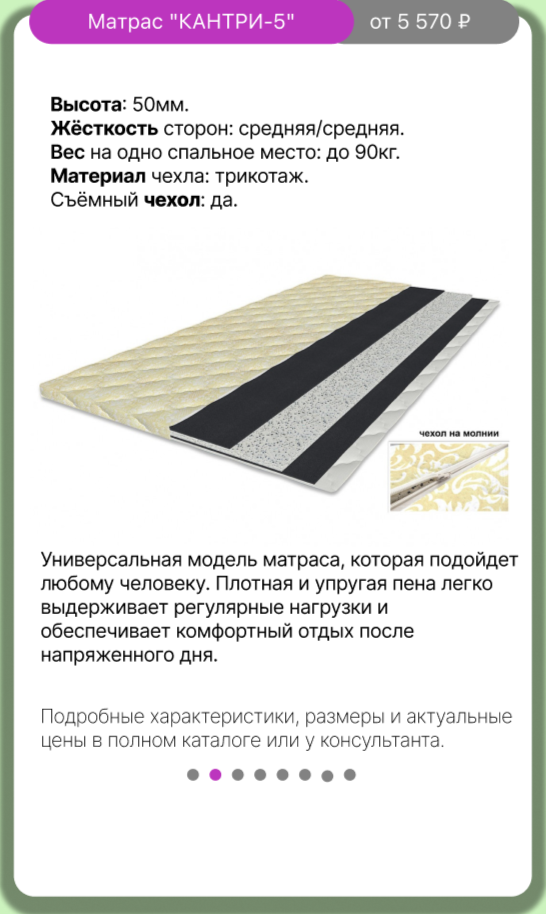 Матрас "КАНТРИ-5" от 5 570 ₽
Высота: 50мм.
Жёсткость сторон: средняя/средняя.
Вес на одно спальное место: до 90кг.
Материал чехла: трикотаж.
Съёмный чехол: да.
чехол на молнии
Универсальная модель матраса, которая подойдет
любому человеку. Плотная и упругая пена легко
выдерживает регулярные нагрузки и
обеспечивает комфортный отдых после
напряженного дня.
Подробные характеристики, размеры и актуальные
цены в полном каталоге или у консультанта.